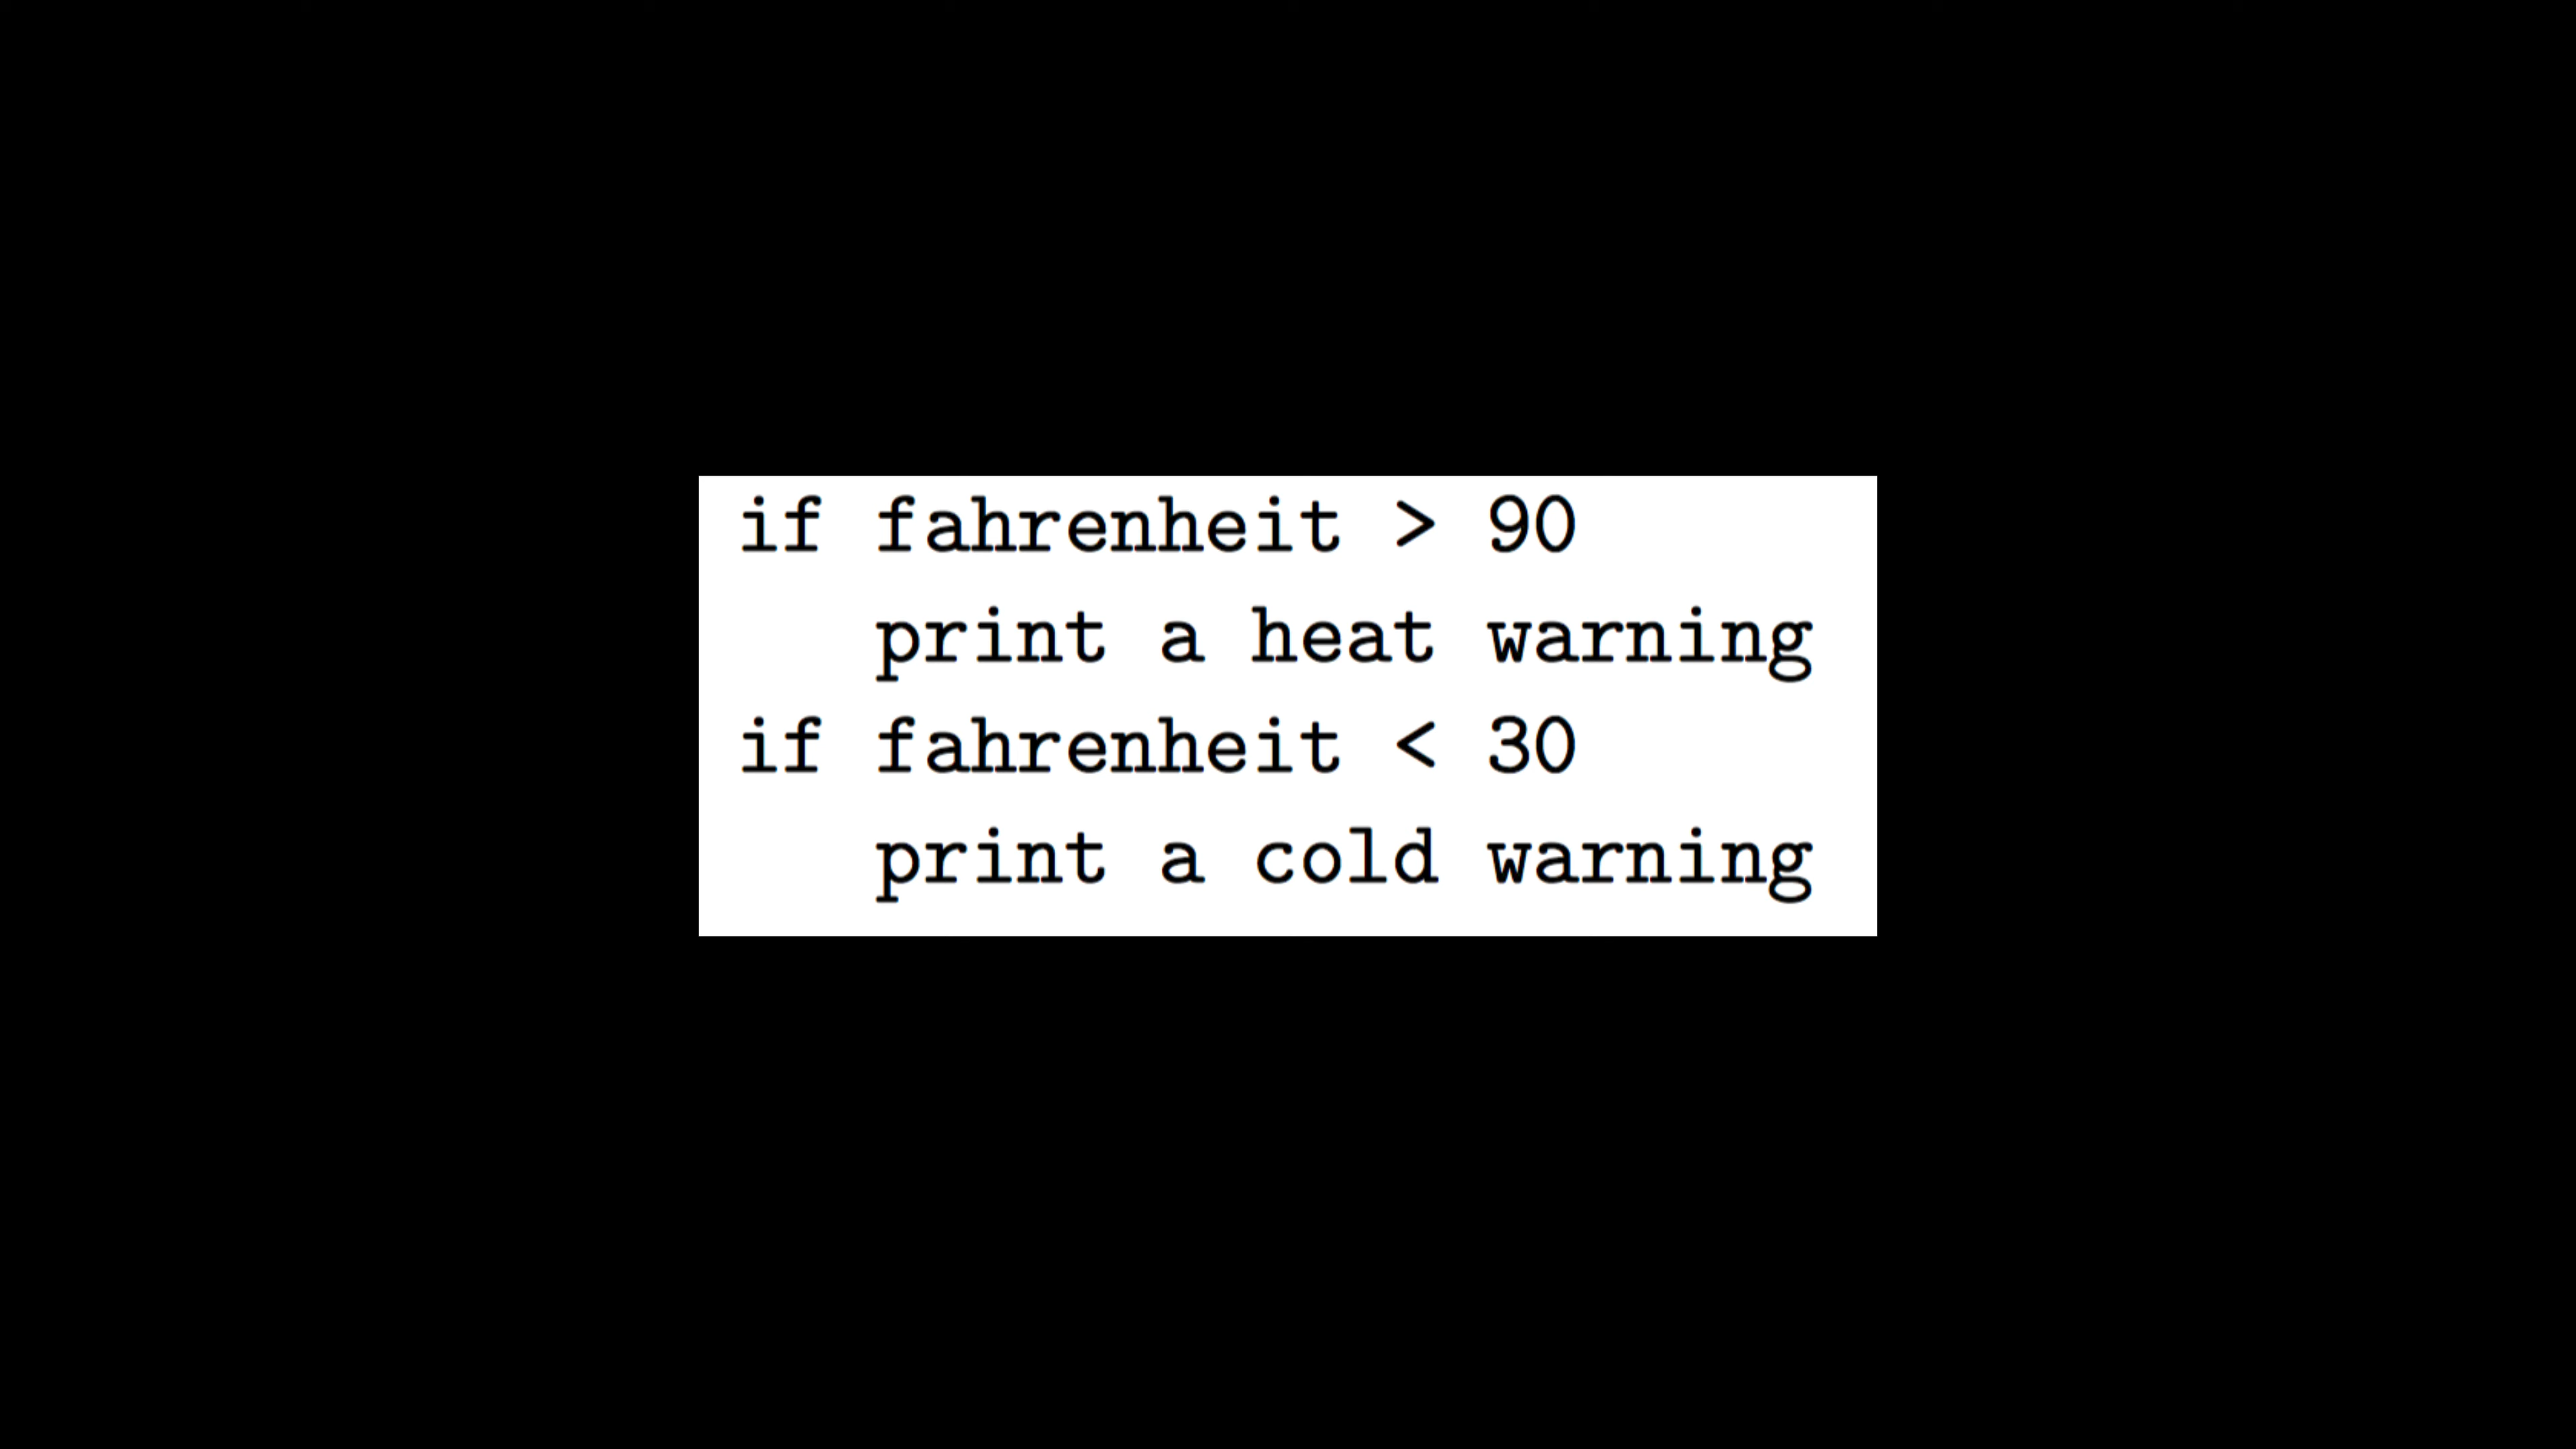 if fahrenheit > 90
   print a heat warning
if fahrenheit < 30
   print a cold warning